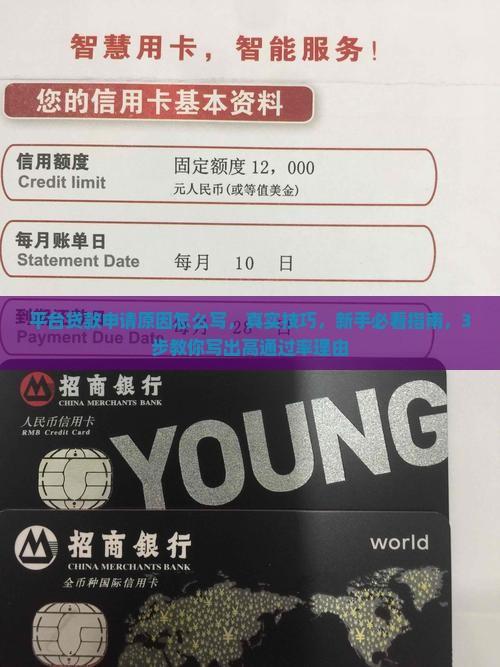 智慧用卡，智能服务！
您的信用卡基本资料
信用额度 固定额度 12，000
Credit limit 元人民币(或等值美金)
每月账单日
Statement Date 每月 10 日
到 每月 28 日
平台贷款申请原因怎么写，真实技巧，新手必看指南，3
步教你写出高通过率理由
Payment Due Date
招商银行
CHINA MERCHANTS BANK
人民币信用卡
RMB Credit Card
YOUNG
招商银行 world
CHINA MERCHANTS BANK
全币种国际信用卡